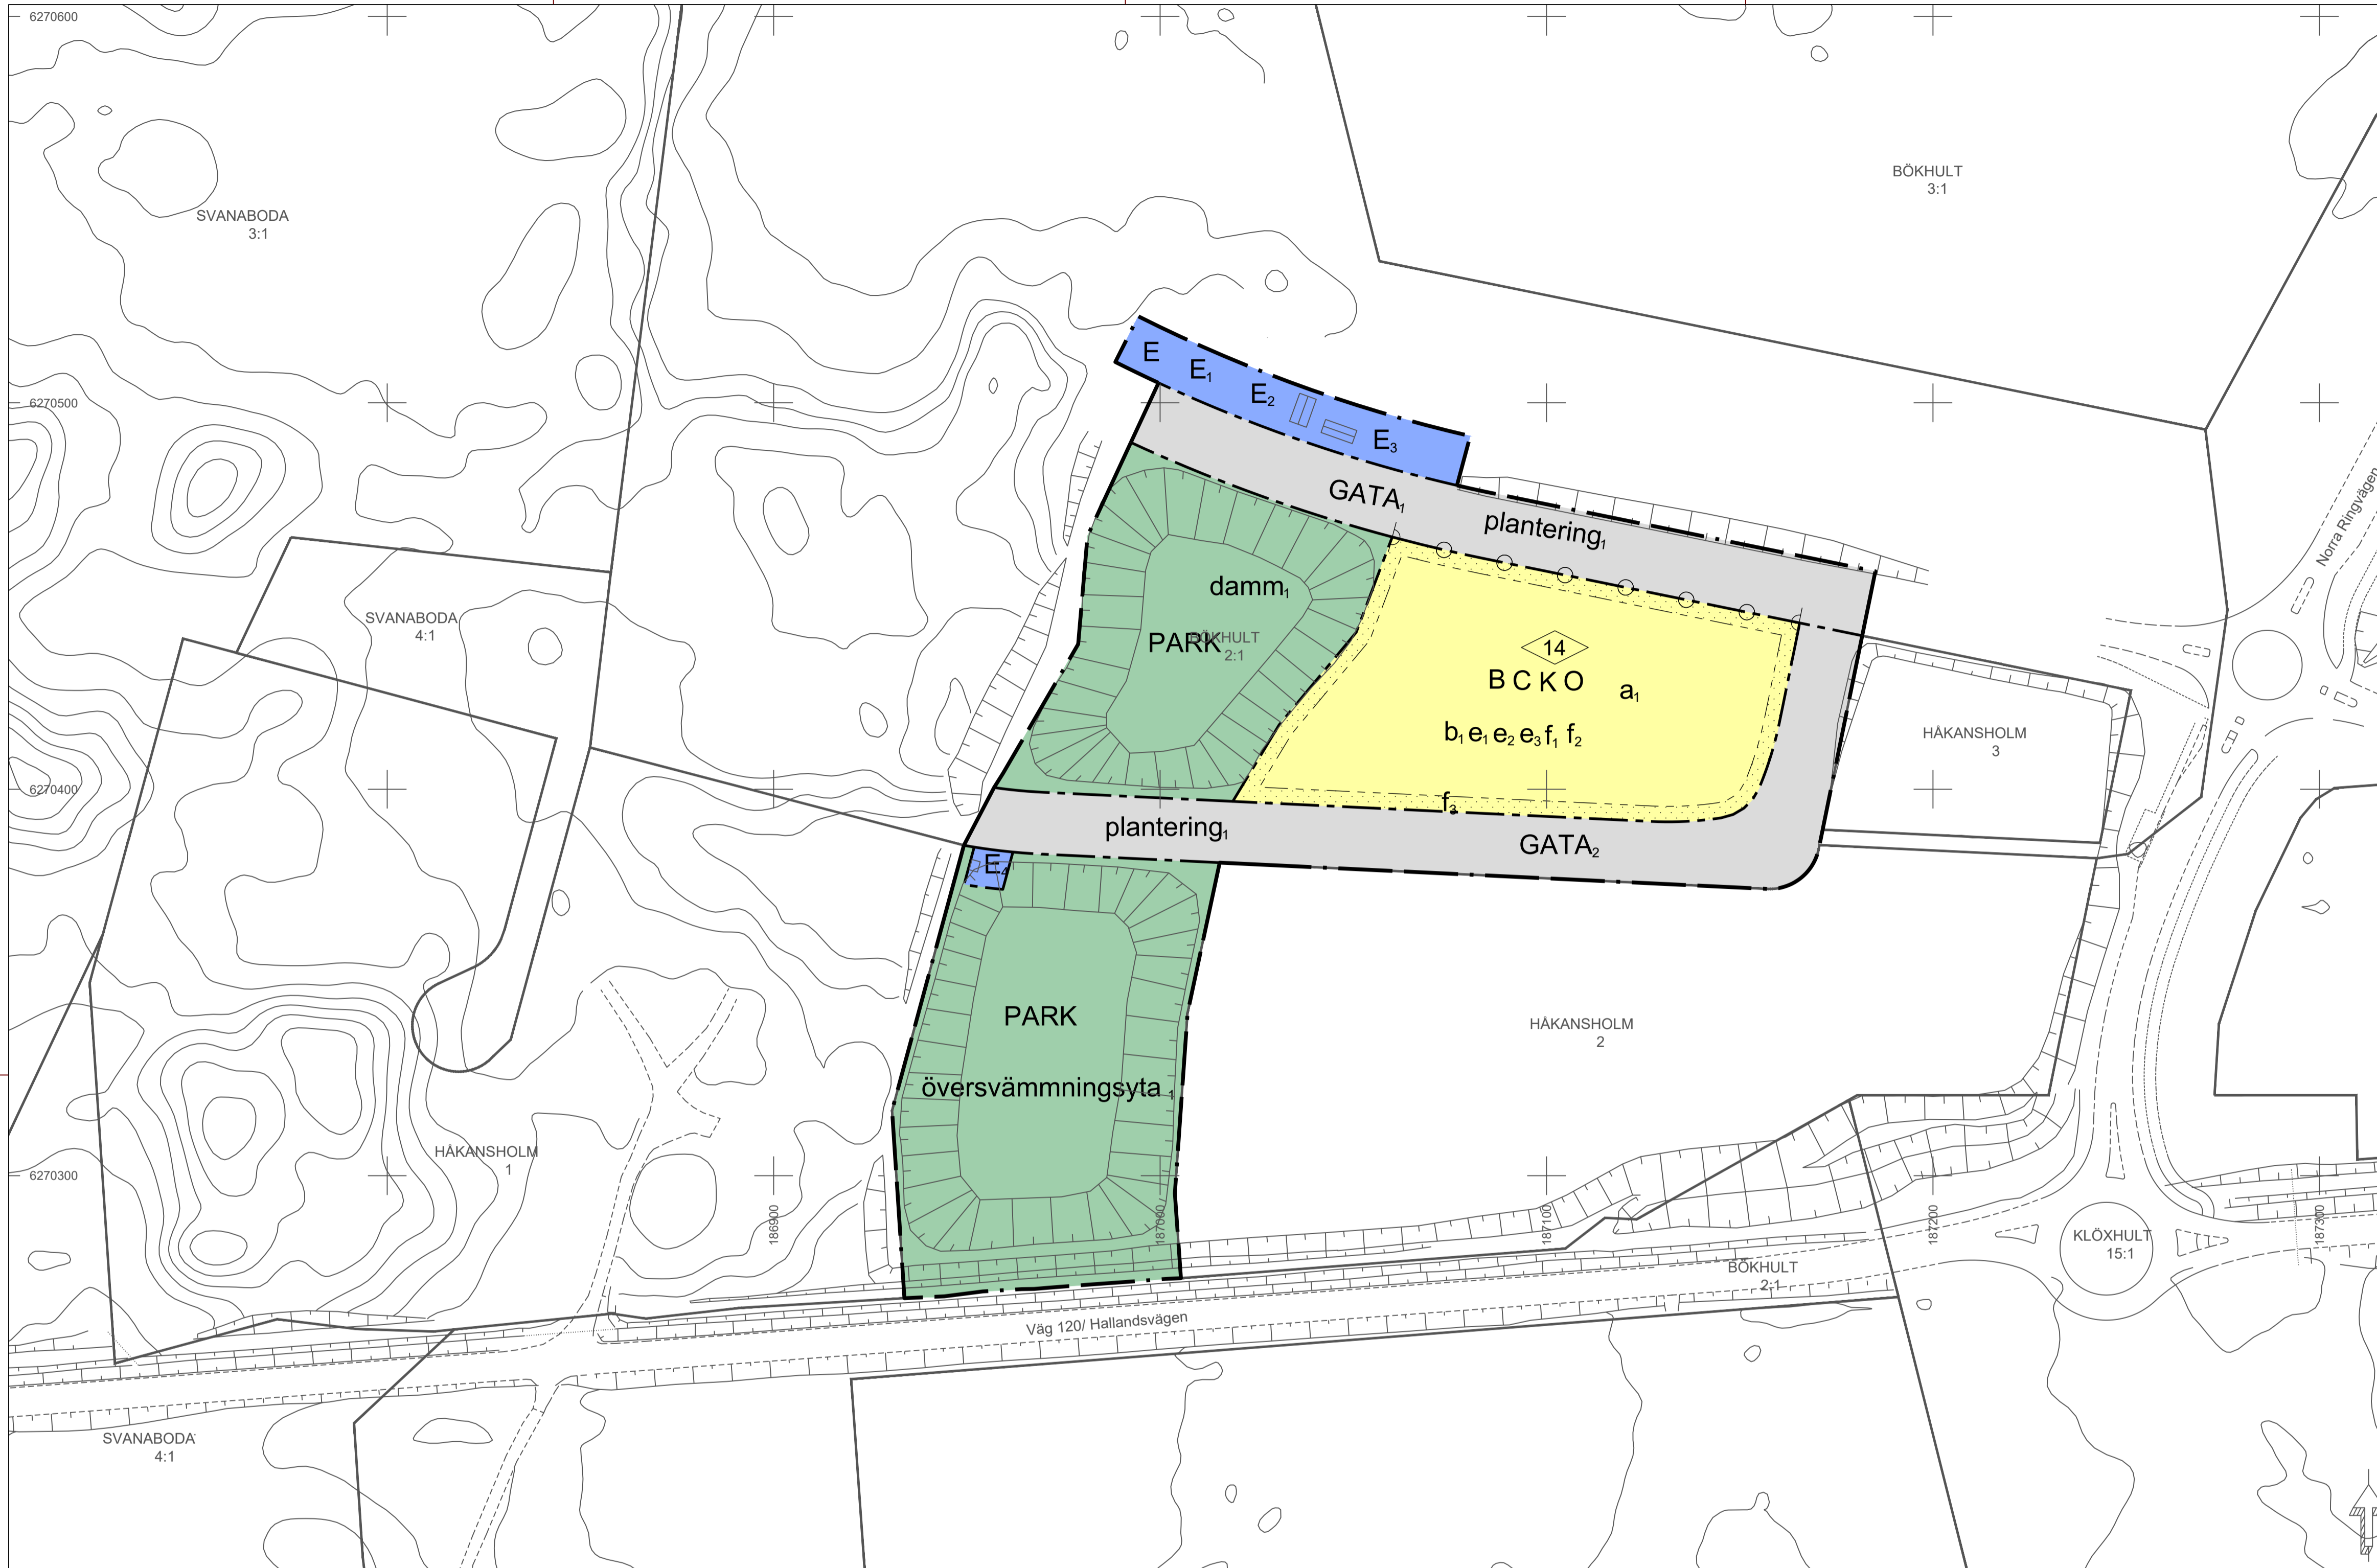 6270600
BÖKHULT
3:1
SVANABODA
3:1
E
E₁
E₂
E₃
6270500
GATA₁
plantering₁
Norra Ringvägen
damm₁
SVANABODA
4:1
PARK
BÖKHULT
2:1
14
B C K O
a₁
b₁ e₁ e₂ e₃ f₁ f₂
HÅKANSHOLM
3
6270400
f₃
plantering₁
GATA₂
E₄
PARK
HÅKANSHOLM
2
översvämmningsyta ₁
HÅKANSHOLM
1
6270300
186900
187000
187100
187200
187300
KLÖXHULT
15:1
BÖKHULT
2:1
Väg 120/ Hallandsvägen
SVANABODA
4:1